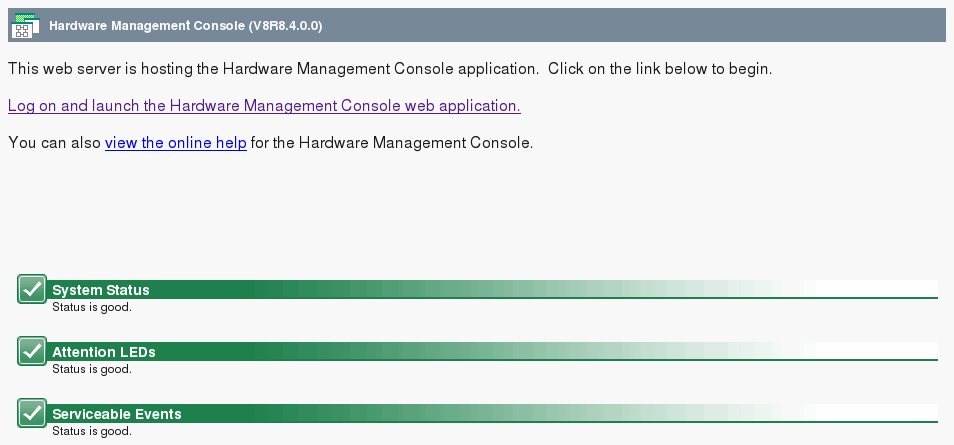 Hardware Management Console (V8R8.4.0.0)
This web server is hosting the Hardware Management Console application.  Click on the link below to begin.
Log on and launch the Hardware Management Console web application.
You can also view the online help for the Hardware Management Console.
System Status
Status is good.
Attention LEDs
Status is good.
Serviceable Events
Status is good.